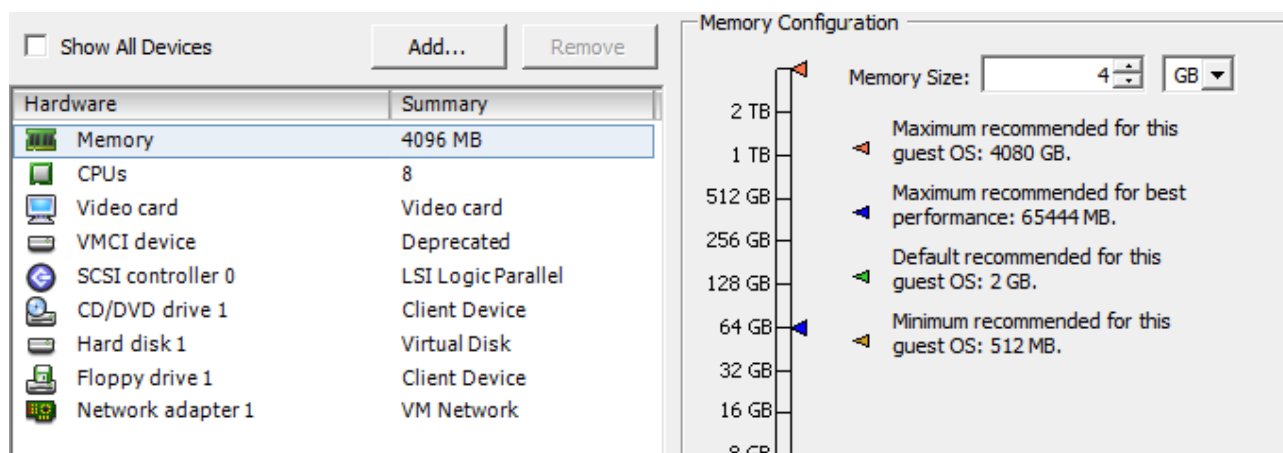 Show All Devices
Add...
Remove
Hardware Summary
Memory 4096 MB
CPUs 8
Video card Video card
VMCI device Deprecated
SCSI controller 0 LSI Logic Parallel
CD/DVD drive 1 Client Device
Hard disk 1 Virtual Disk
Floppy drive 1 Client Device
Network adapter 1 VM Network
Memory Configuration
Memory Size: 4 GB
2 TB
1 TB
512 GB
256 GB
128 GB
64 GB
32 GB
16 GB
8 GB
Maximum recommended for this
guest OS: 4080 GB.
Maximum recommended for best
performance: 65444 MB.
Default recommended for this
guest OS: 2 GB.
Minimum recommended for this
guest OS: 512 MB.